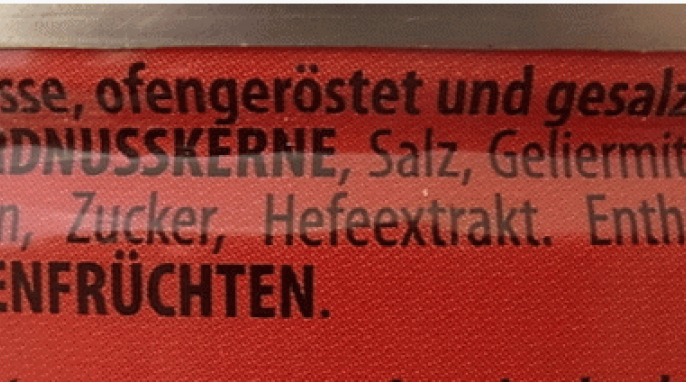 sse, ofengeröstet und gesalz
RDNUSSKERNE, Salz, Geliermit
n, Zucker, Hefeextrakt. Enth
ENFRÜCHTEN.